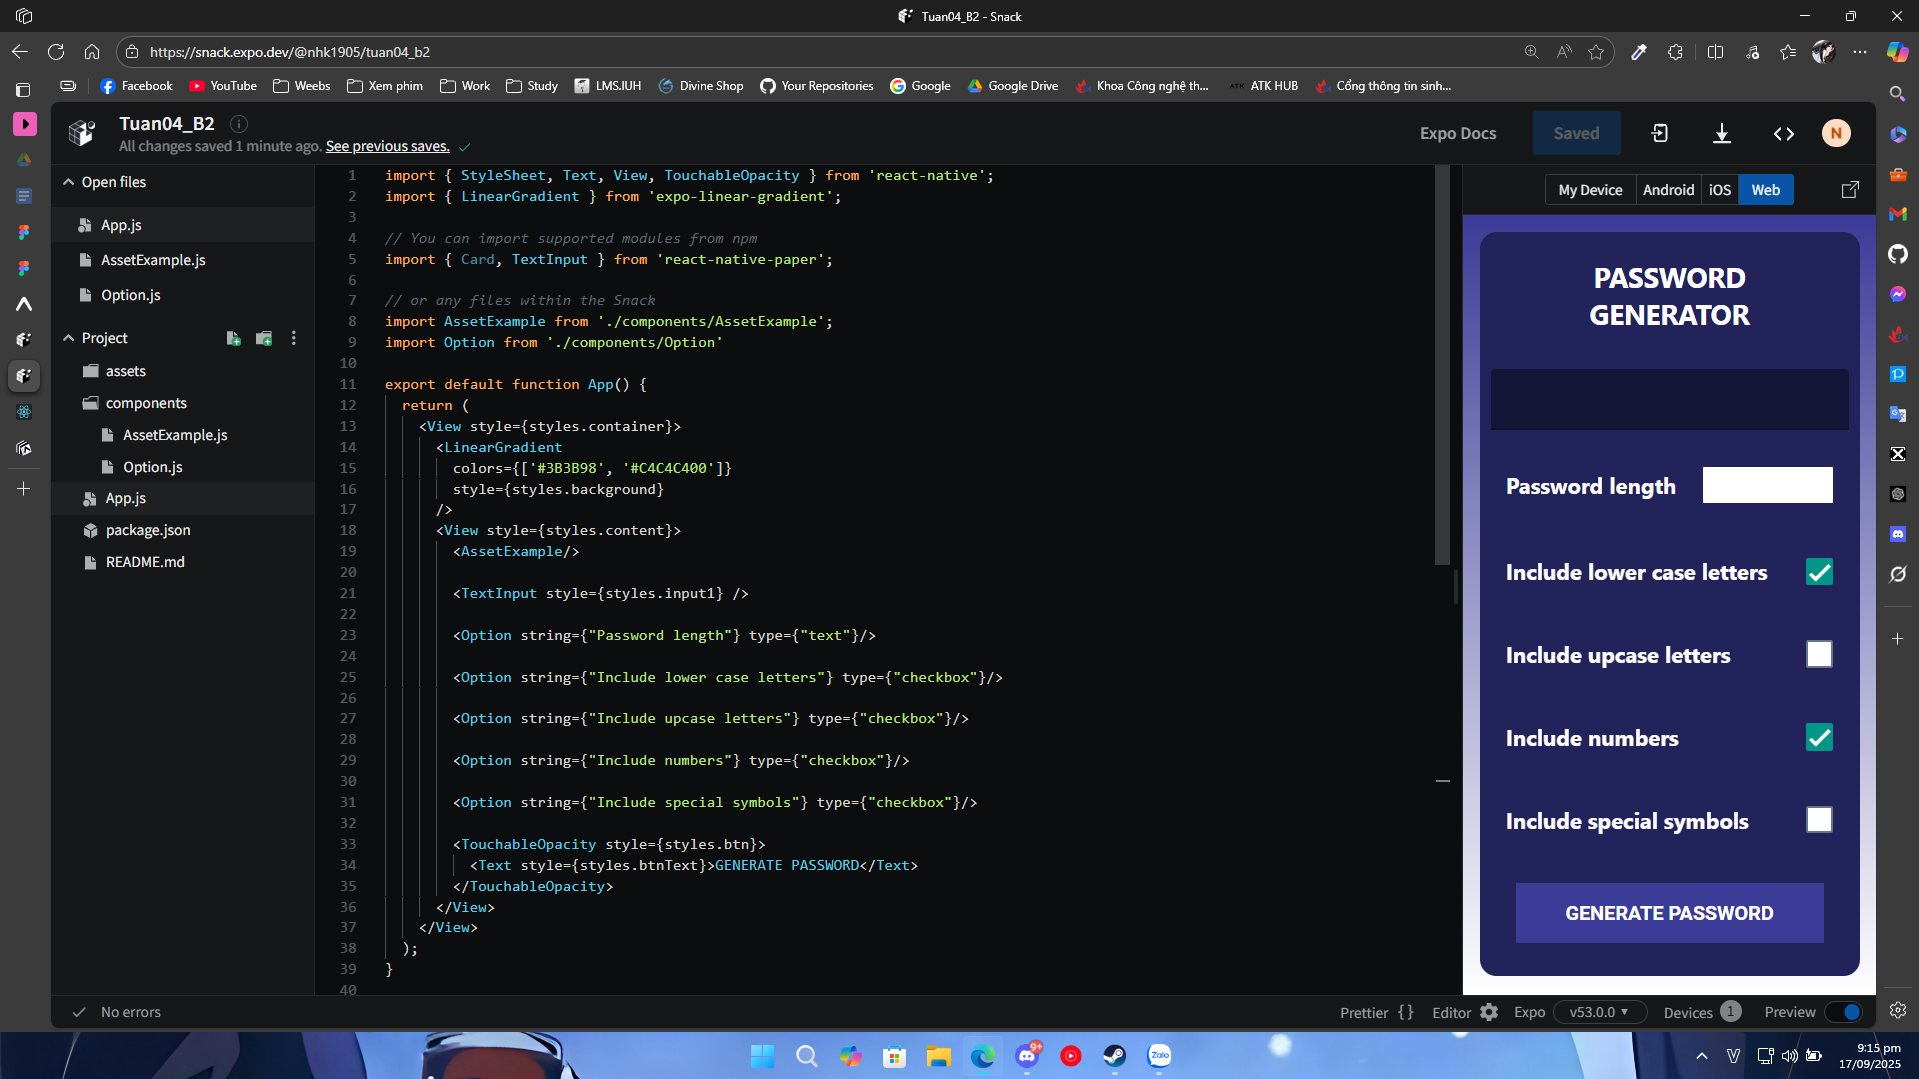 Tuan04_B2 - Snack
https://snack.expo.dev/@nhk1905/tuan04_b2
Facebook YouTube Weebs Xem phim Work Study LMS.IUH Divine Shop Your Repositories Google Google Drive Khoa Công nghệ th... ATK HUB Cổng thông tin sinh...
Tuan04_B2
All changes saved 1 minute ago. See previous saves.
Expo Docs Saved N
Open files
App.js
AssetExample.js
Option.js
Project
assets
components
AssetExample.js
Option.js
App.js
package.json
README.md
1 import { StyleSheet, Text, View, TouchableOpacity } from 'react-native';
2 import { LinearGradient } from 'expo-linear-gradient';
3
4 // You can import supported modules from npm
5 import { Card, TextInput } from 'react-native-paper';
6
7 // or any files within the Snack
8 import AssetExample from './components/AssetExample';
9 import Option from './components/Option'
10
11 export default function App() {
12 return (
13 <View style={styles.container}>
14 <LinearGradient
15 colors={['#3B3B98', '#C4C4C400']}
16 style={styles.background}
17 />
18 <View style={styles.content}>
19 <AssetExample/>
20
21 <TextInput style={styles.input1} />
22
23 <Option string={"Password length"} type={"text"}/>
24
25 <Option string={"Include lower case letters"} type={"checkbox"}/>
26
27 <Option string={"Include upcase letters"} type={"checkbox"}/>
28
29 <Option string={"Include numbers"} type={"checkbox"}/>
30
31 <Option string={"Include special symbols"} type={"checkbox"}/>
32
33 <TouchableOpacity style={styles.btn}>
34 <Text style={styles.btnText}>GENERATE PASSWORD</Text>
35 </TouchableOpacity>
36 </View>
37 </View>
38 );
39 }
40
My Device Android iOS Web
PASSWORD
GENERATOR
Password length
Include lower case letters
Include upcase letters
Include numbers
Include special symbols
GENERATE PASSWORD
No errors
Prettier {} Editor Expo v53.0.0 Devices 1 Preview
9+
Zalo
9:15 pm
17/09/2025